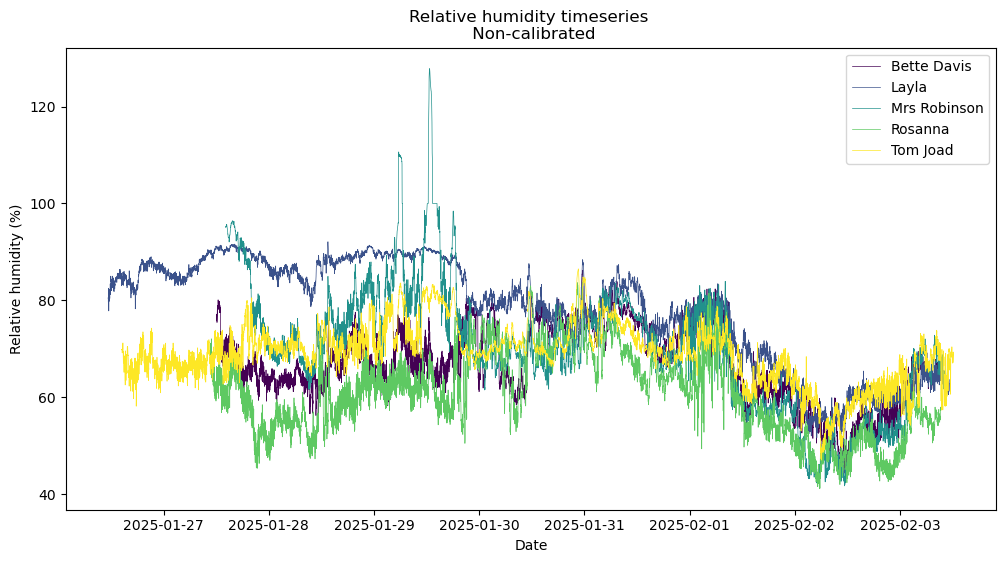 Relative humidity timeseries
Non-calibrated
Bette Davis
Layla
Mrs Robinson
Rosanna
Tom Joad
Relative humidity (%)
120
100
80
60
40
2025-01-27
2025-01-28
2025-01-29
2025-01-30
2025-01-31
2025-02-01
2025-02-02
2025-02-03
Date